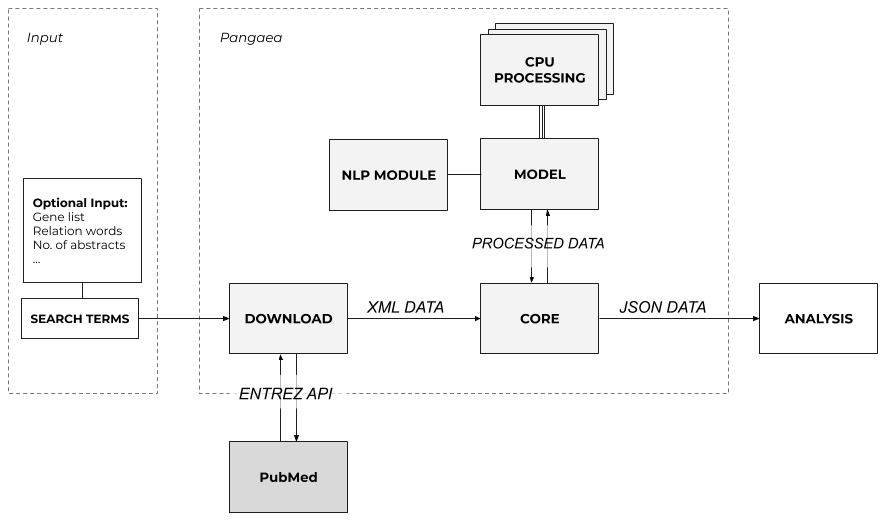 Input
Pangaea
CPU
PROCESSING
NLP MODULE
MODEL
Optional Input:
Gene list
Relation words
No. of abstracts
...
PROCESSED DATA
SEARCH TERMS
DOWNLOAD
XML DATA
CORE
JSON DATA
ANALYSIS
ENTREZ API
PubMed